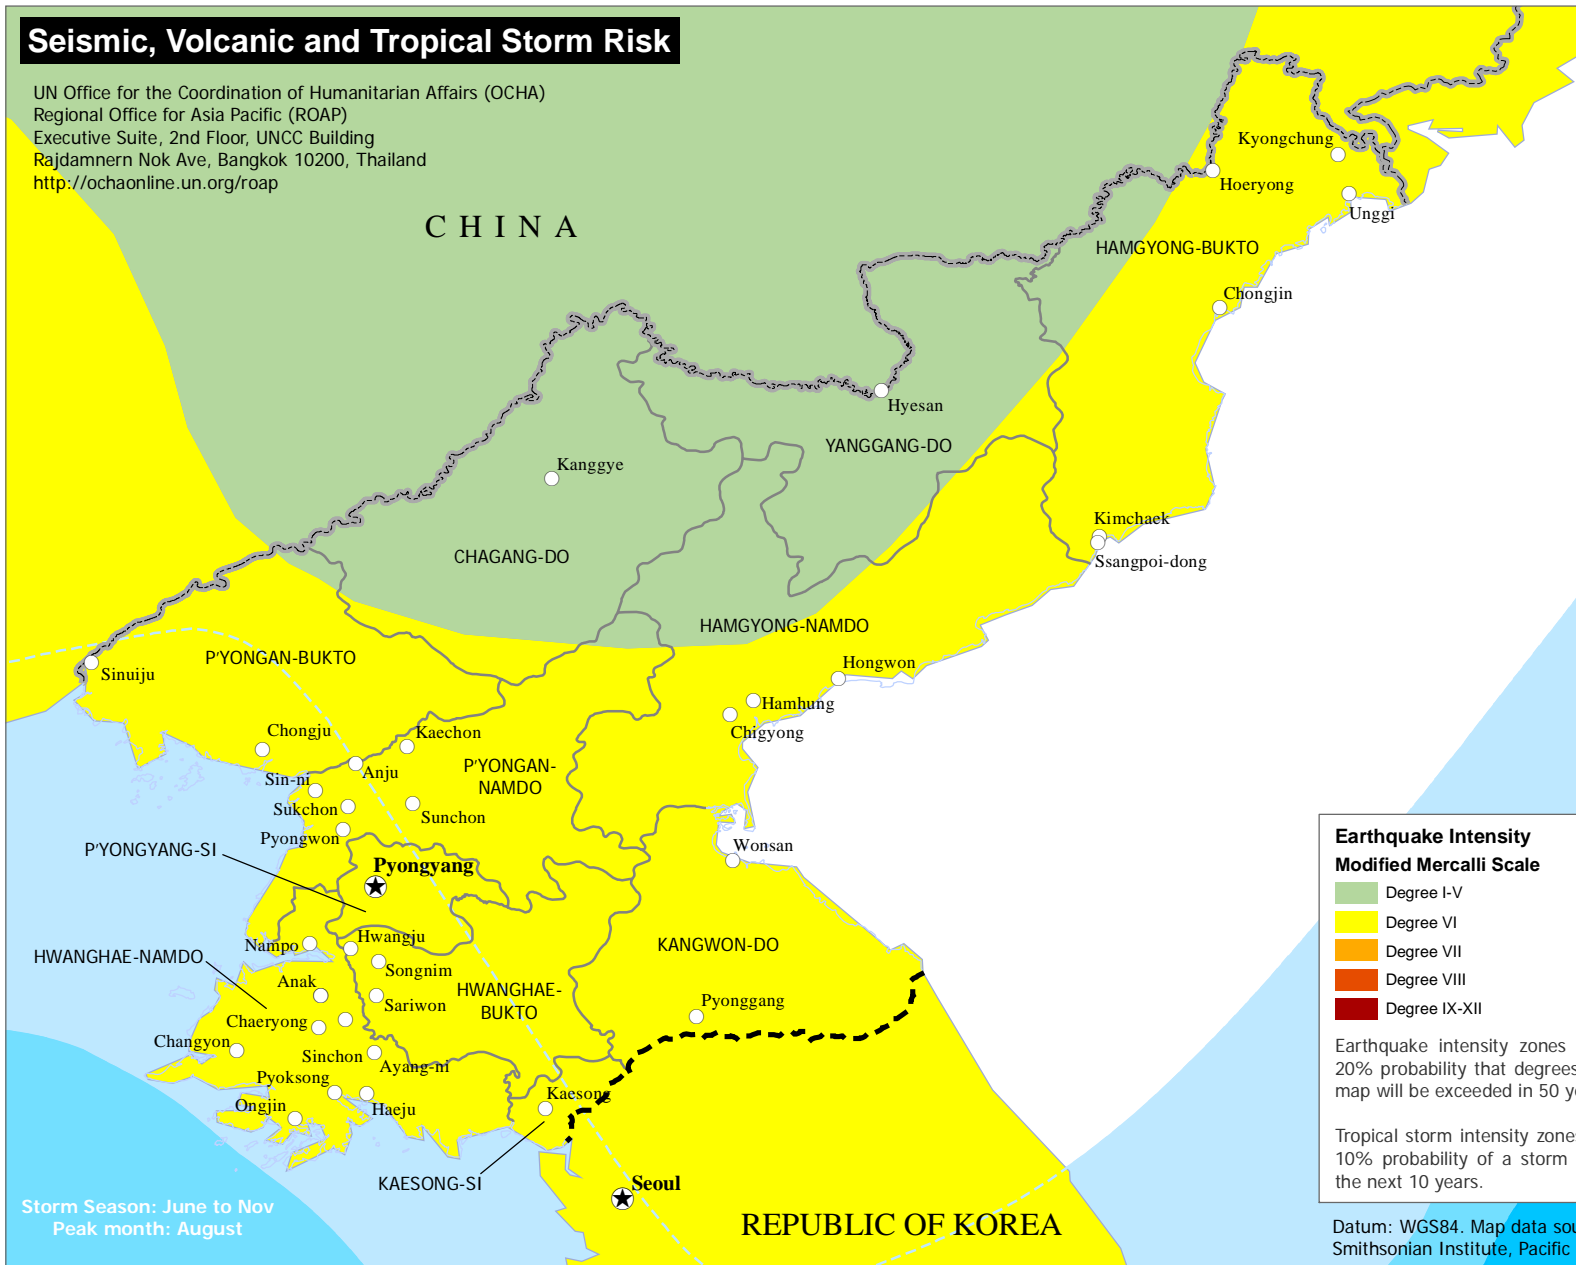 Seismic, Volcanic and Tropical Storm Risk
UN Office for the Coordination of Humanitarian Affairs (OCHA)
Regional Office for Asia Pacific (ROAP)
Executive Suite, 2nd Floor, UNCC Building
Rajdamnern Nok Ave, Bangkok 10200, Thailand
http://ochaonline.un.org/roap
CHINA
Kyongchung
Hoeryong
Unggi
HAMGYONG-BUKTO
Chongjin
Hyesan
YANGGANG-DO
Kanggye
Kimchaek
CHAGANG-DO
Ssangpoi-dong
HAMGYONG-NAMDO
P'YONGAN-BUKTO
Hongwon
Sinuiju
Hamhung
Chigyong
Chongju
Kaechon
Anju
P'YONGAN-
NAMDO
Sin-ni
Sukchon
Sunchon
Pyongwon
P'YONGYANG-SI
Wonsan
Pyongyang
Hwangju
Nampo
KANGWON-DO
HWANGHAE-NAMDO
Songnim
Anak
Sariwon
HWANGHAE-
BUKTO
Pyonggang
Chaeryong
Changyon
Sinchon
Ayang-ni
Pyoksong
Kaesong
Ongjin
Haeju
KAESONG-SI
Seoul
REPUBLIC OF KOREA
Storm Season: June to Nov
Peak month: August
Earthquake Intensity
Modified Mercalli Scale
Degree I-V
Degree VI
Degree VII
Degree VIII
Degree IX-XII
Earthquake intensity zones
20% probability that degrees
map will be exceeded in 50 ye
Tropical storm intensity zones
10% probability of a storm
the next 10 years.
Datum: WGS84. Map data sou
Smithsonian Institute, Pacific